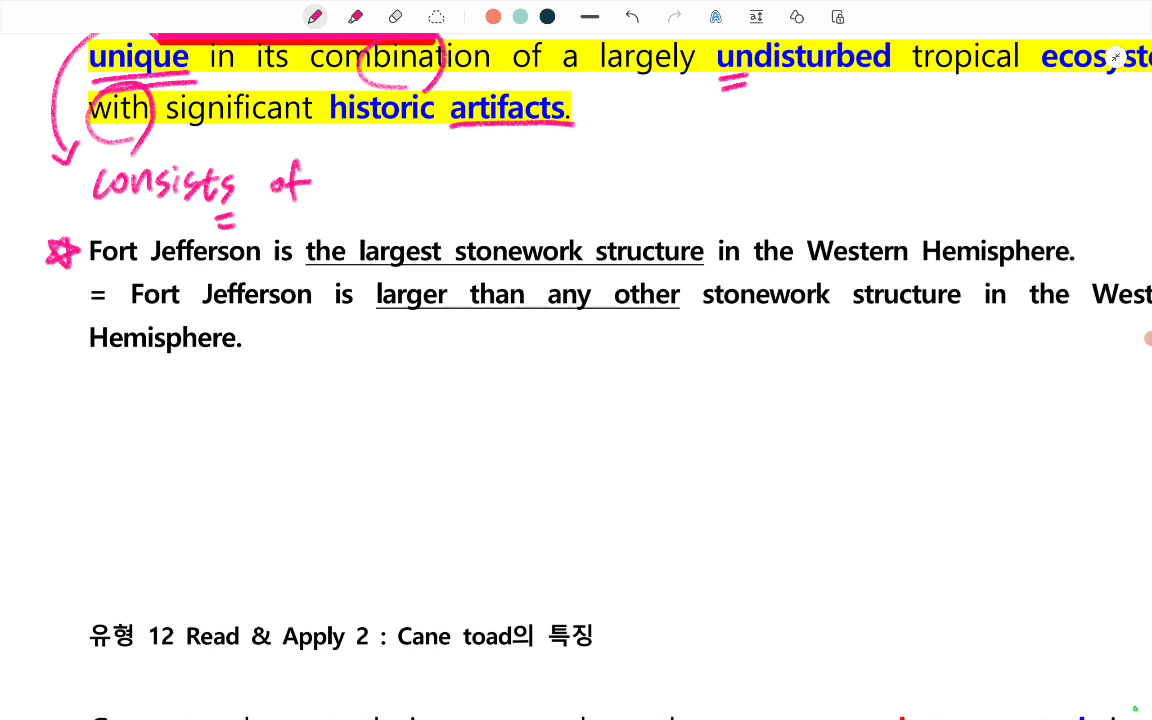 unique in its combination of a largely undisturbed tropical ecosyste
with significant historic artifacts.
consists of
Fort Jefferson is the largest stonework structure in the Western Hemisphere.
= Fort Jefferson is larger than any other stonework structure in the West
Hemisphere.
유형 12 Read & Apply 2 : Cane toad의 특징